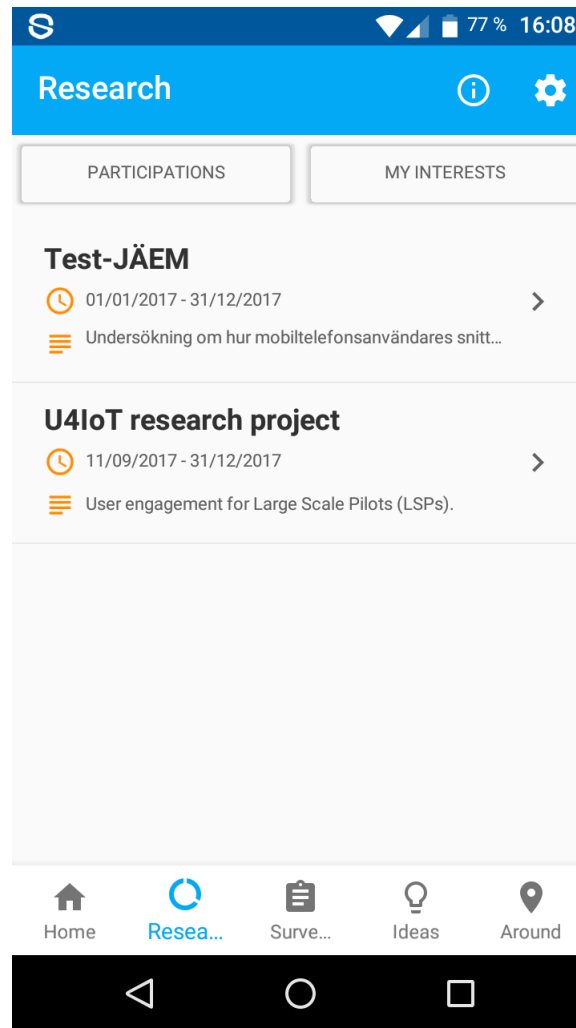 77 % 16:08
Research
PARTICIPATIONS MY INTERESTS
Test-JÄEM
01/01/2017 - 31/12/2017
Undersökning om hur mobiltelefonsanvändares snitt...
U4IoT research project
11/09/2017 - 31/12/2017
User engagement for Large Scale Pilots (LSPs).
Home Resea... Surve... Ideas Around